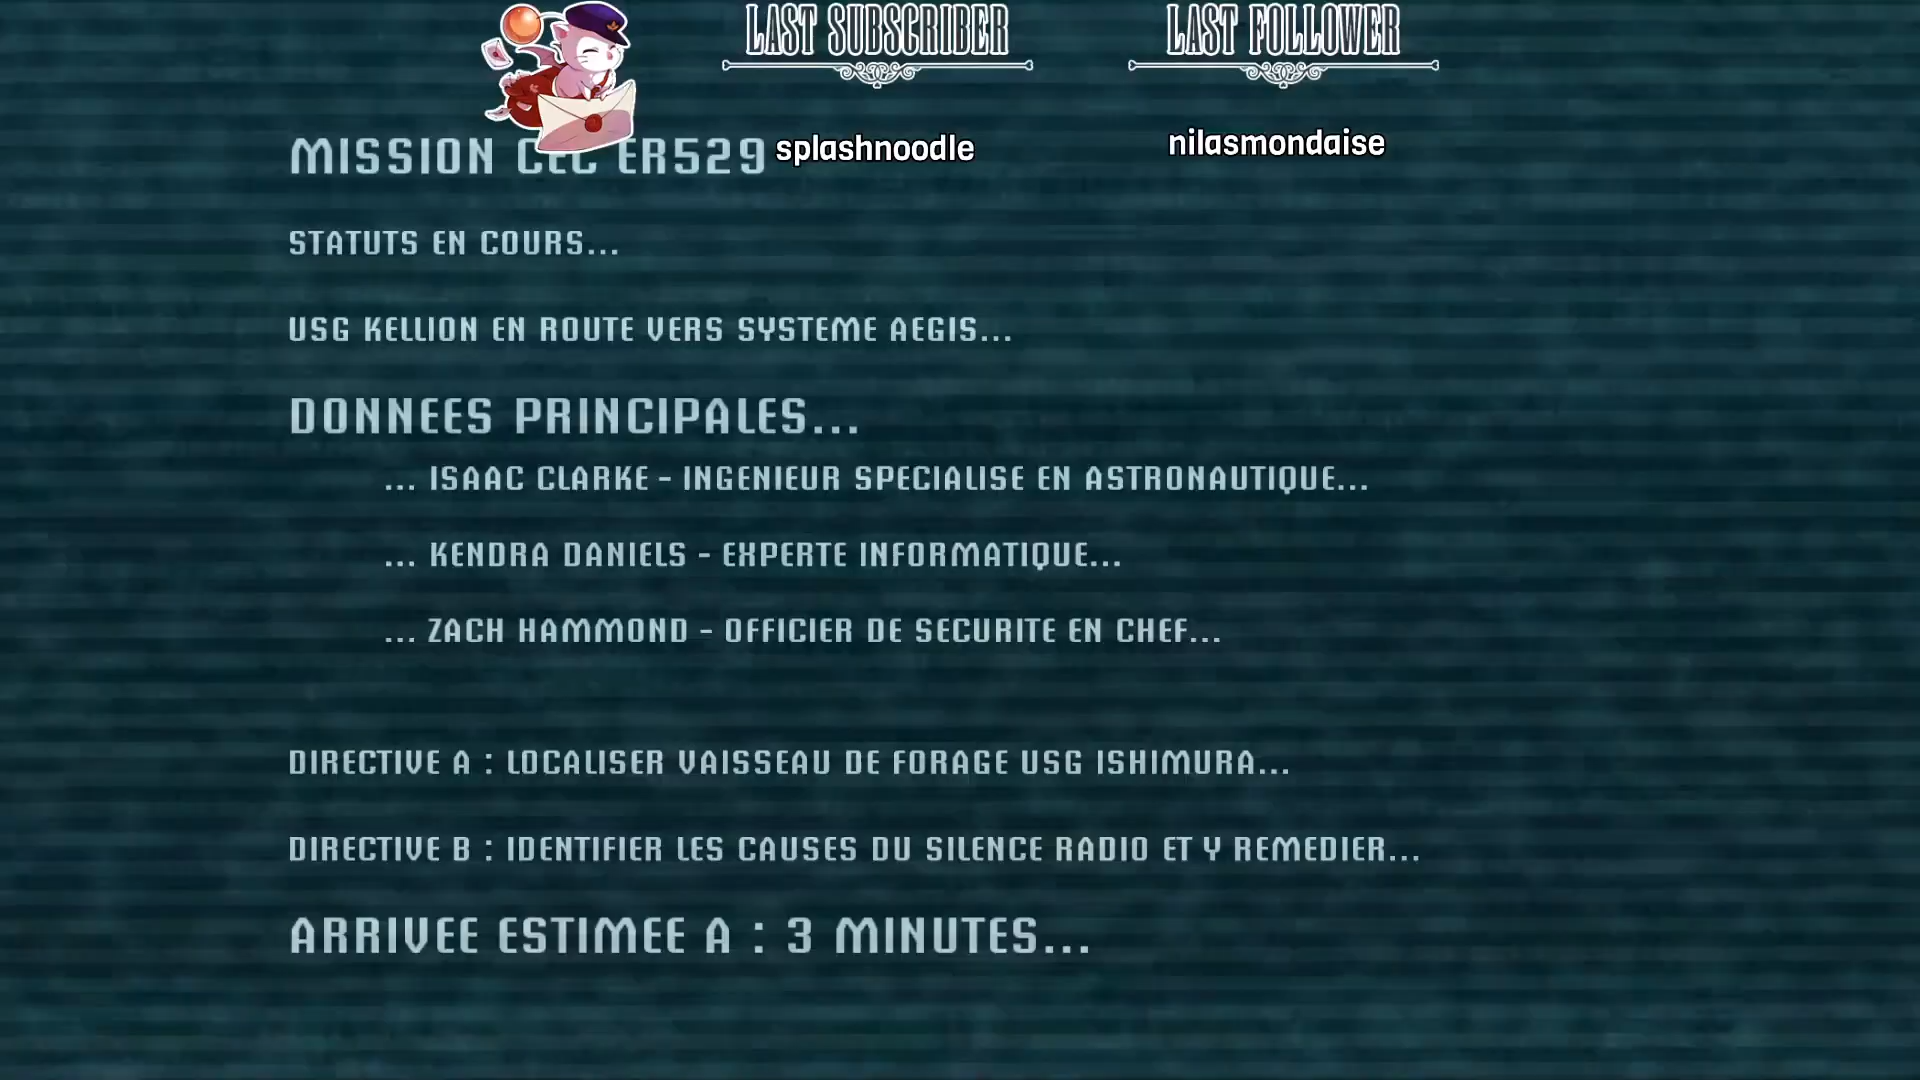 LAST SUBSCRIBER
LAST FOLLOWER
splashnoodle
nilasmondaise
MISSION CEC ER529
STATUTS EN COURS...
USG KELLION EN ROUTE VERS SYSTEME AEGIS...
DONNEES PRINCIPALES...
... ISAAC CLARKE - INGENIEUR SPECIALISE EN ASTRONAUTIQUE...
... KENDRA DANIELS - EXPERTE INFORMATIQUE...
... ZACH HAMMOND - OFFICIER DE SECURITE EN CHEF...
DIRECTIVE A : LOCALISER VAISSEAU DE FORAGE USG ISHIMURA...
DIRECTIVE B : IDENTIFIER LES CAUSES DU SILENCE RADIO ET Y REMEDIER...
ARRIVEE ESTIMEE A : 3 MINUTES...